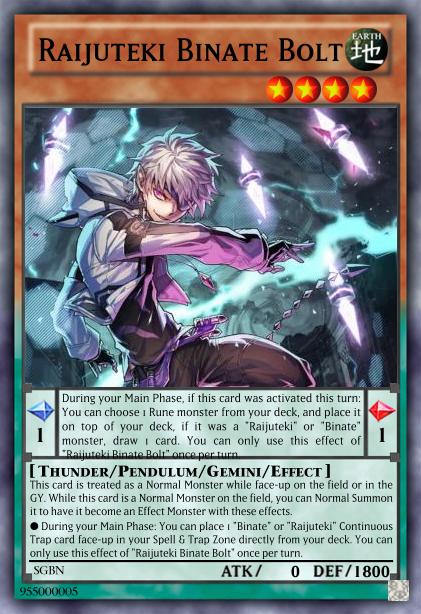 RAIJUTEKI BINATE BOLT
EARTH
地
During your Main Phase, if this card was activated this turn:
You can choose 1 Rune monster from your deck, and place it
on top of your deck, if it was a "Raijuteki" or "Binate"
monster, draw 1 card. You can only use this effect of
"Raijuteki Binate Bolt" once per turn.
1
1
[ THUNDER/PENDULUM/GEMINI/EFFECT ]
This card is treated as a Normal Monster while face-up on the field or in the
GY. While this card is a Normal Monster on the field, you can Normal Summon
it to have it become an Effect Monster with these effects.
● During your Main Phase: You can place 1 "Binate" or "Raijuteki" Continuous
Trap card face-up in your Spell & Trap Zone directly from your deck. You can
only use this effect of "Raijuteki Binate Bolt" once per turn.
SGBN
ATK/ 0 DEF/1800
955000005